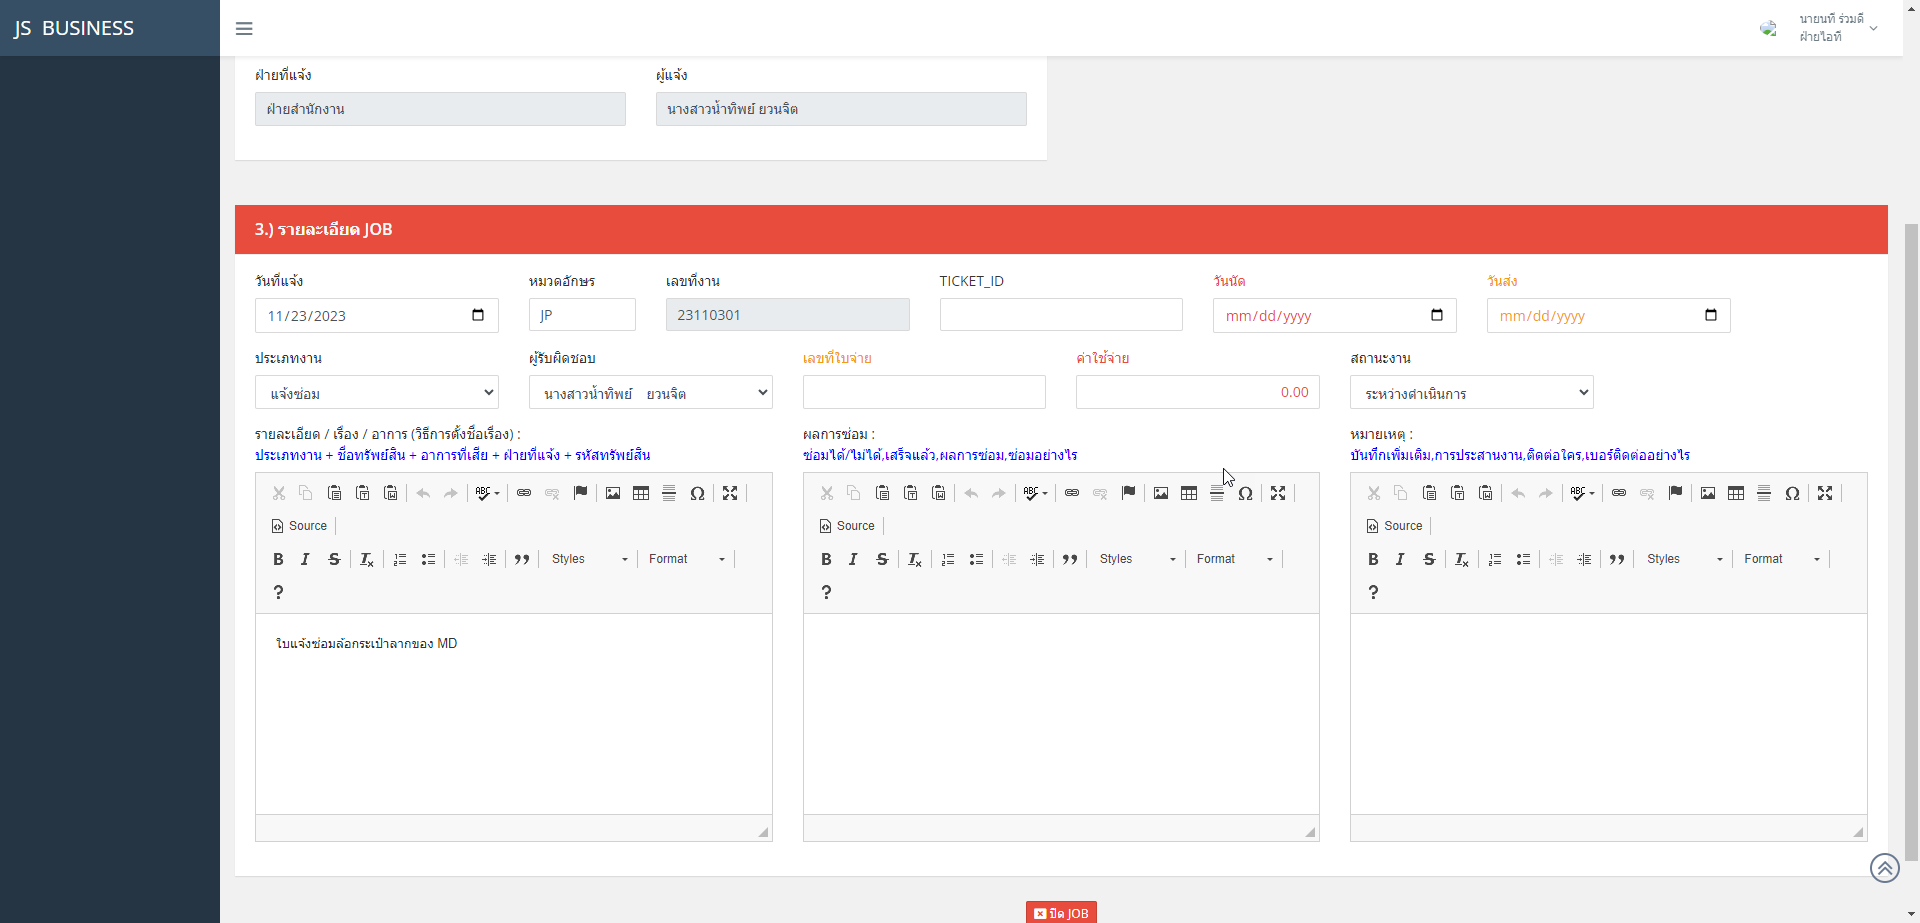 JS BUSINESS
นายนที ร่วมดี
ฝ่ายไอที
ฝ่ายที่แจ้ง
ผู้แจ้ง
ฝ่ายสำนักงาน
นางสาวน้ำทิพย์ ยวนจิต
3.) รายละเอียด JOB
วันที่แจ้ง
หมวดอักษร
เลขที่งาน
TICKET_ID
วันนัด
วันส่ง
11/23/2023
JP
23110301
mm/dd/yyyy
mm/dd/yyyy
ประเภทงาน
ผู้รับผิดชอบ
เลขที่ใบจ่าย
ค่าใช้จ่าย
สถานะงาน
แจ้งซ่อม
นางสาวน้ำทิพย์ ยวนจิต
0.00
ระหว่างดำเนินการ
รายละเอียด / เรื่อง / อาการ (วิธีการตั้งชื่อเรื่อง) :
ประเภทงาน + ชื่อทรัพย์สิน + อาการที่เสีย + ฝ่ายที่แจ้ง + รหัสทรัพย์สิน
ผลการซ่อม :
ซ่อมได้/ไม่ได้,เสร็จแล้ว,ผลการซ่อม,ซ่อมอย่างไร
หมายเหตุ :
บันทึกเพิ่มเติม,การประสานงาน,ติดต่อใคร,เบอร์ติดต่ออย่างไร
Source
Source
Source
Styles
Format
Styles
Format
Styles
Format
ใบแจ้งซ่อมล้อกระเป๋าลากของ MD
ปิด JOB